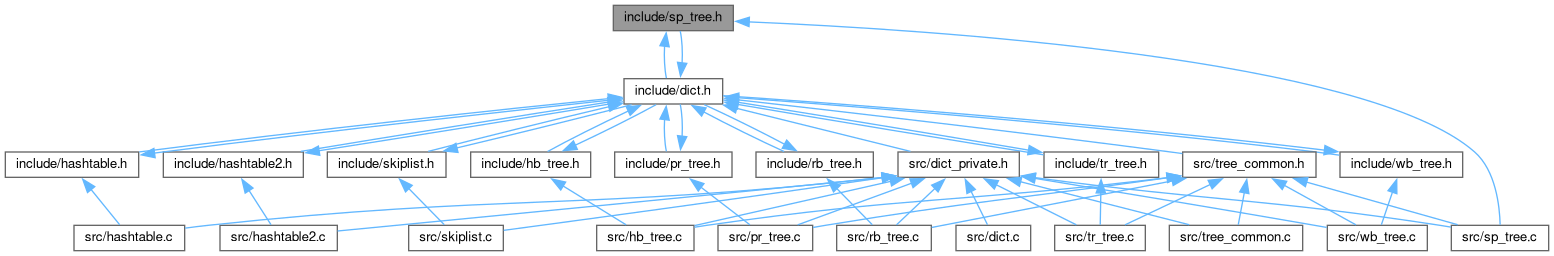 include/sp_tree.h
include/dict.h
include/hashtable.h
include/hashtable2.h
include/skiplist.h
include/hb_tree.h
include/pr_tree.h
include/rb_tree.h
src/dict_private.h
include/tr_tree.h
src/tree_common.h
include/wb_tree.h
src/hashtable.c
src/hashtable2.c
src/skiplist.c
src/hb_tree.c
src/pr_tree.c
src/rb_tree.c
src/dict.c
src/tr_tree.c
src/tree_common.c
src/wb_tree.c
src/sp_tree.c